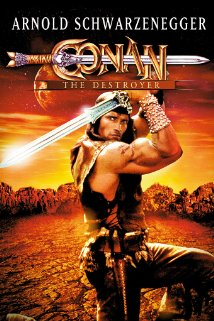 ARNOLD SCHWARZENEGGER
CONAN
THE DESTROYER